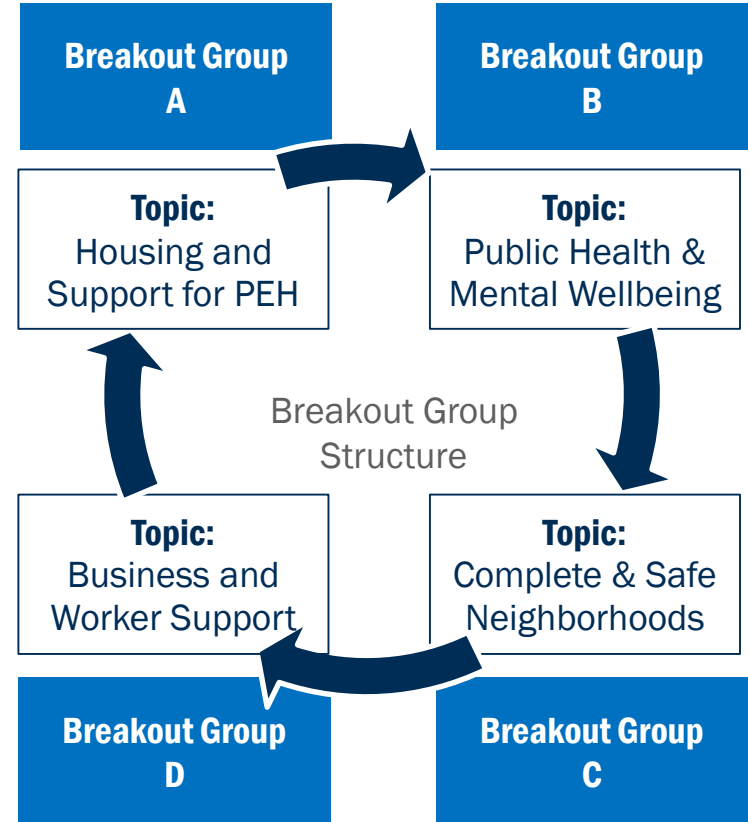 Breakout Group
A
Breakout Group
B
Topic:
Housing and
Support for PEH
Topic:
Public Health &
Mental Wellbeing
Breakout Group
Structure
Topic:
Business and
Worker Support
Topic:
Complete & Safe
Neighborhoods
Breakout Group
D
Breakout Group
C